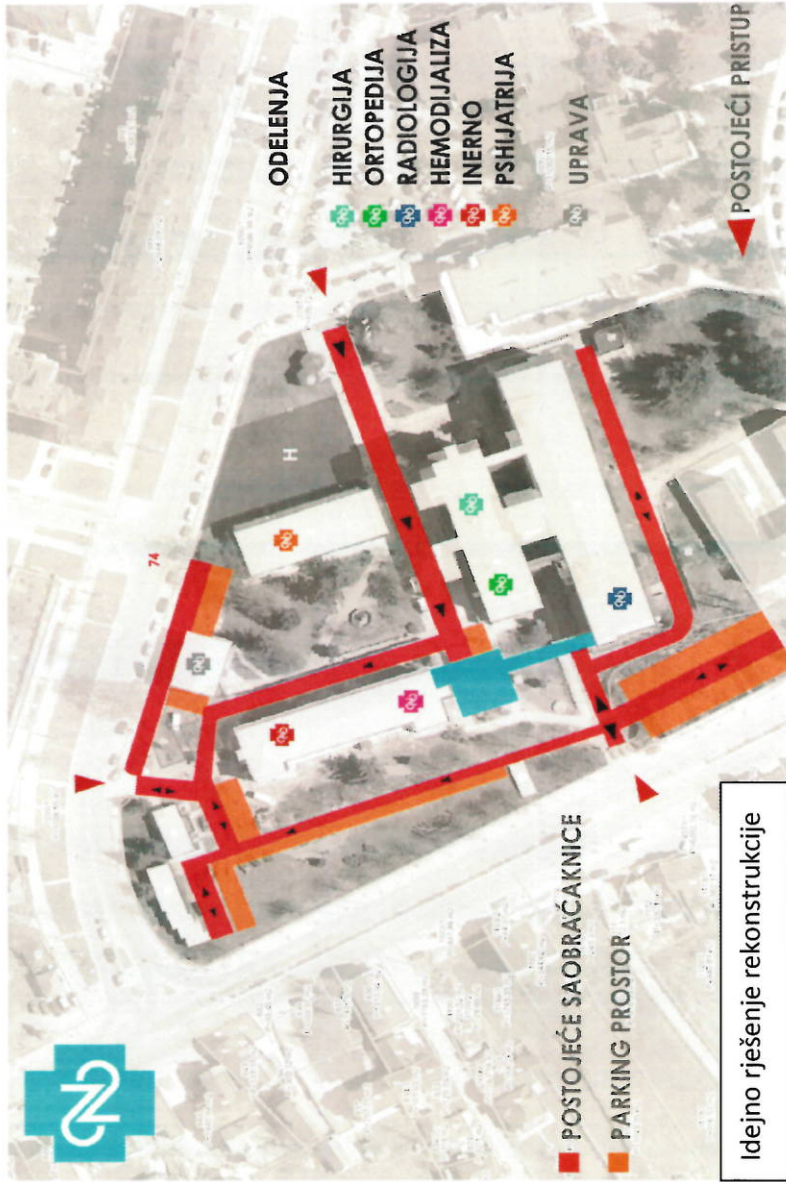 ODELENJA
HIRURGIJA
ORTOPEDIJA
RADIOLOGIJA
HEMODIJALIZA
INERNO
PSHIJATRIJA
UPRAVA
POSTOJEĆI PRISTUP
74
H
POSTOJEĆE SAOBRAĆAKNICE
PARKING PROSTOR
Idejno rješenje rekonstrukcije